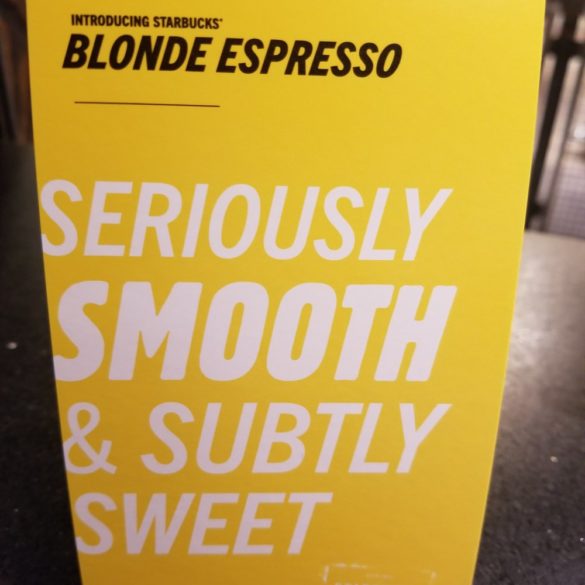 INTRODUCING STARBUCKS®
BLONDE ESPRESSO
SERIOUSLY
SMOOTH
& SUBTLY
SWEET